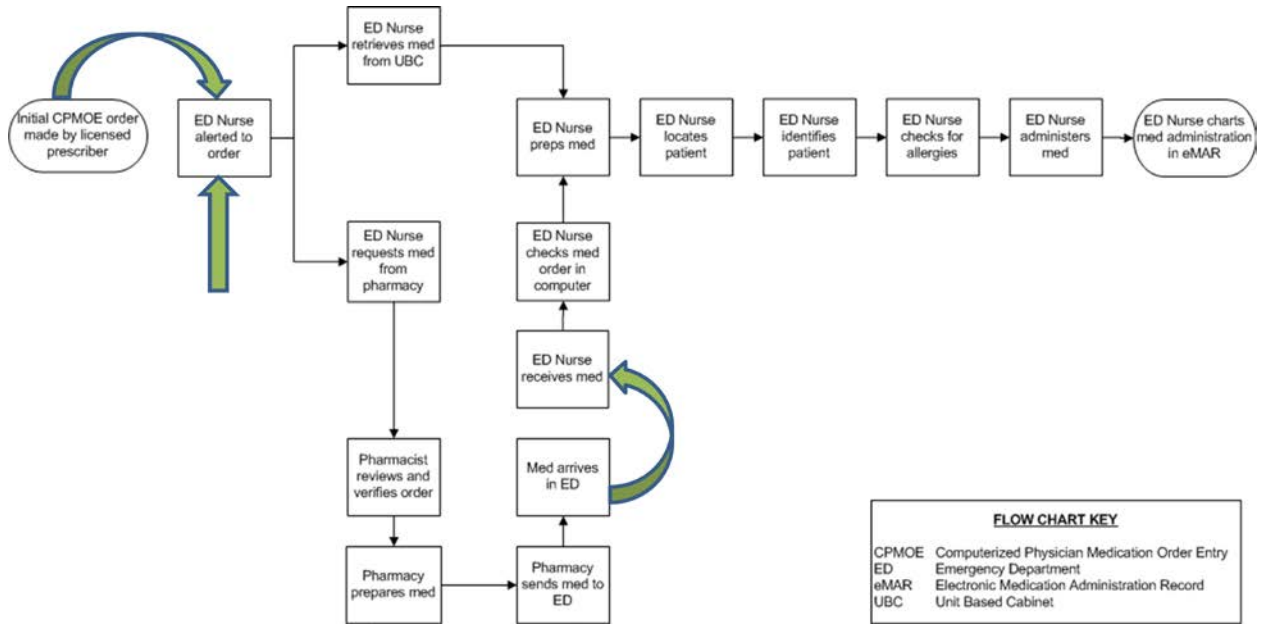 Initial CPMOE order
made by licensed
prescriber
ED Nurse
alerted to
order
ED Nurse
retrieves med
from UBC
ED Nurse
requests med
from
pharmacy
Pharmacist
reviews and
verifies order
Pharmacy
prepares med
Pharmacy
sends med to
ED
Med arrives
in ED
ED Nurse
receives med
ED Nurse
checks med
order in
computer
ED Nurse
preps med
ED Nurse
locates
patient
ED Nurse
identifies
patient
ED Nurse
checks for
allergies
ED Nurse
administers
med
ED Nurse charts
med administration
in eMAR
FLOW CHART KEY
CPMOE Computerized Physician Medication Order Entry
ED Emergency Department
eMAR Electronic Medication Administration Record
UBC Unit Based Cabinet